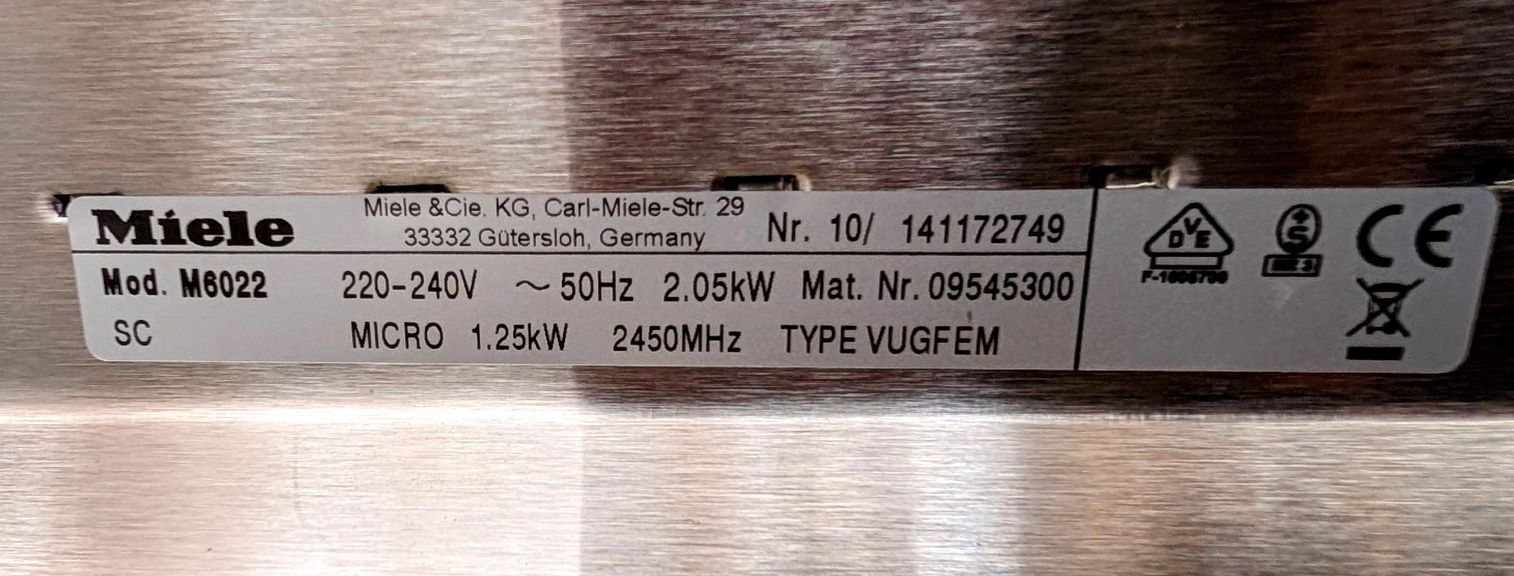 Miele
Miele &Cie. KG, Carl-Miele-Str. 29
33332 Gütersloh, Germany
Nr. 10/ 141172749
Mod. M6022 220-240V ~ 50Hz 2.05kW Mat. Nr. 09545300
SC MICRO 1.25kW 2450MHz TYPE VUGFEM
DVE
S
CE